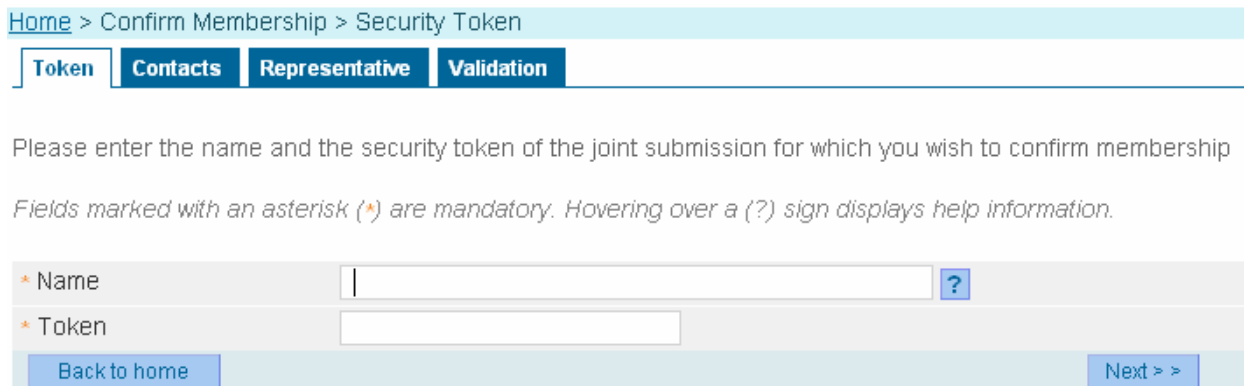 Home > Confirm Membership > Security Token
Token Contacts Representative Validation
Please enter the name and the security token of the joint submission for which you wish to confirm membership
Fields marked with an asterisk (*) are mandatory. Hovering over a (?) sign displays help information.
* Name ?
* Token
Back to home Next > >